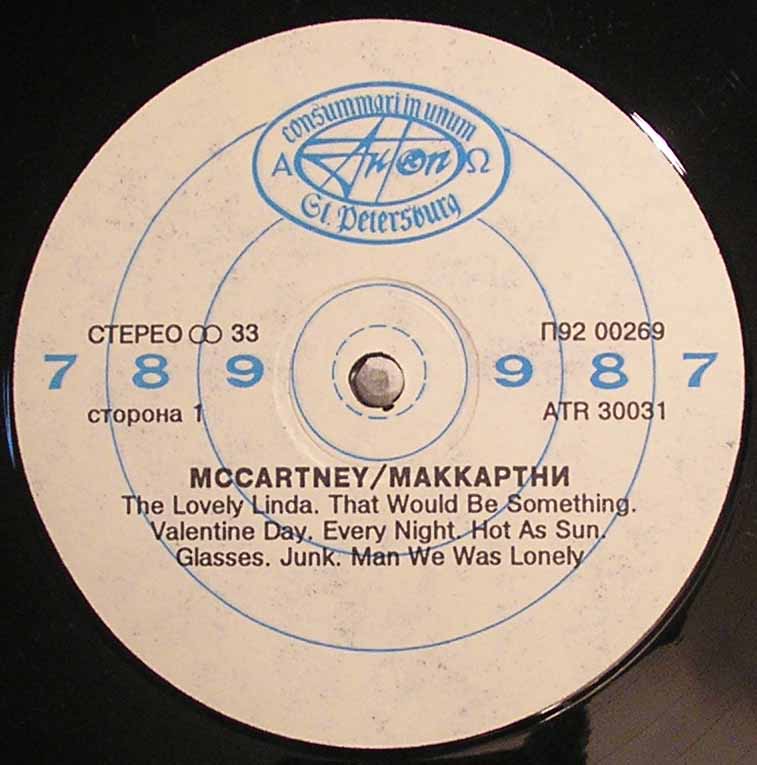 consummari in unum
Α AnTon Ω
St. Petersburg
СТЕРЕО 33
П92 00269
7 8 9 9 8 7
сторона 1
ATR 30031
MCCARTNEY/МАККАРТНИ
The Lovely Linda. That Would Be Something.
Valentine Day. Every Night. Hot As Sun.
Glasses. Junk. Man We Was Lonely